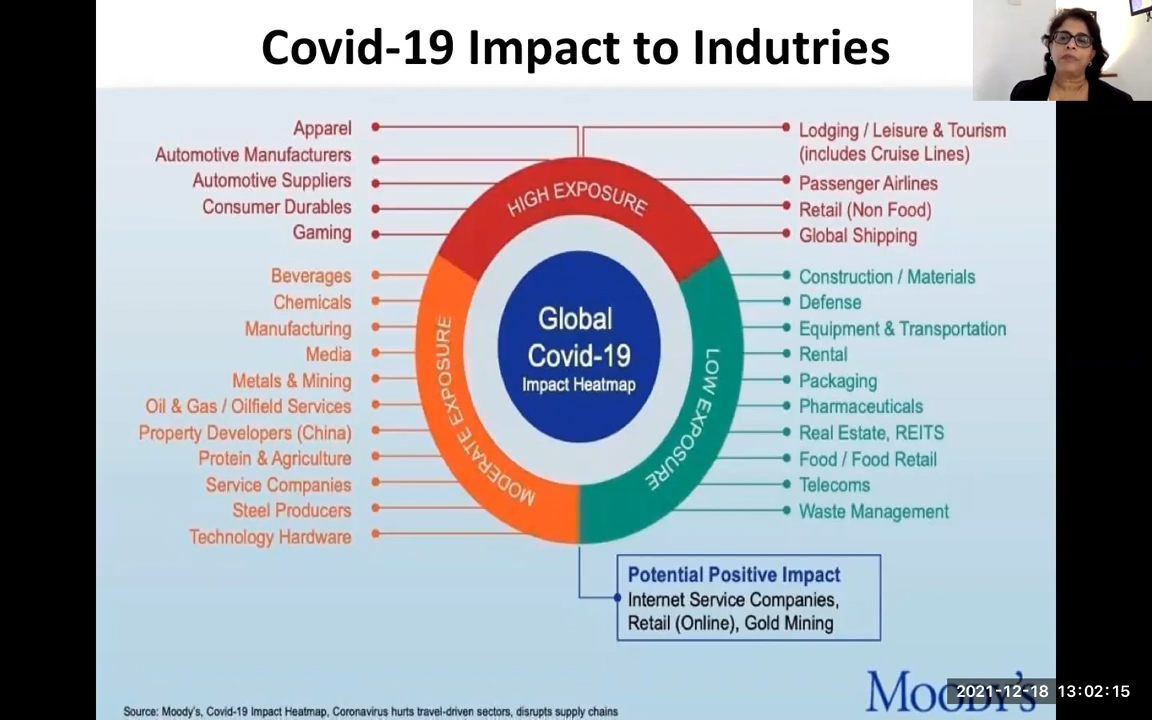 Covid-19 Impact to Indutries
Apparel
Automotive Manufacturers
Automotive Suppliers
Consumer Durables
Gaming
Lodging / Leisure & Tourism
(includes Cruise Lines)
Passenger Airlines
Retail (Non Food)
Global Shipping
HIGH EXPOSURE
Beverages
Chemicals
Manufacturing
Media
Metals & Mining
Oil & Gas / Oilfield Services
Property Developers (China)
Protein & Agriculture
Service Companies
Steel Producers
Technology Hardware
MODERATE EXPOSURE
Global
Covid-19
Impact Heatmap
LOW EXPOSURE
Construction / Materials
Defense
Equipment & Transportation
Rental
Packaging
Pharmaceuticals
Real Estate, REITS
Food / Food Retail
Telecoms
Waste Management
Potential Positive Impact
Internet Service Companies,
Retail (Online), Gold Mining
Moody's
2021-12-18 13:02:15
Source: Moody's, Covid-19 Impact Heatmap, Coronavirus hurts travel-driven sectors, disrupts supply chains